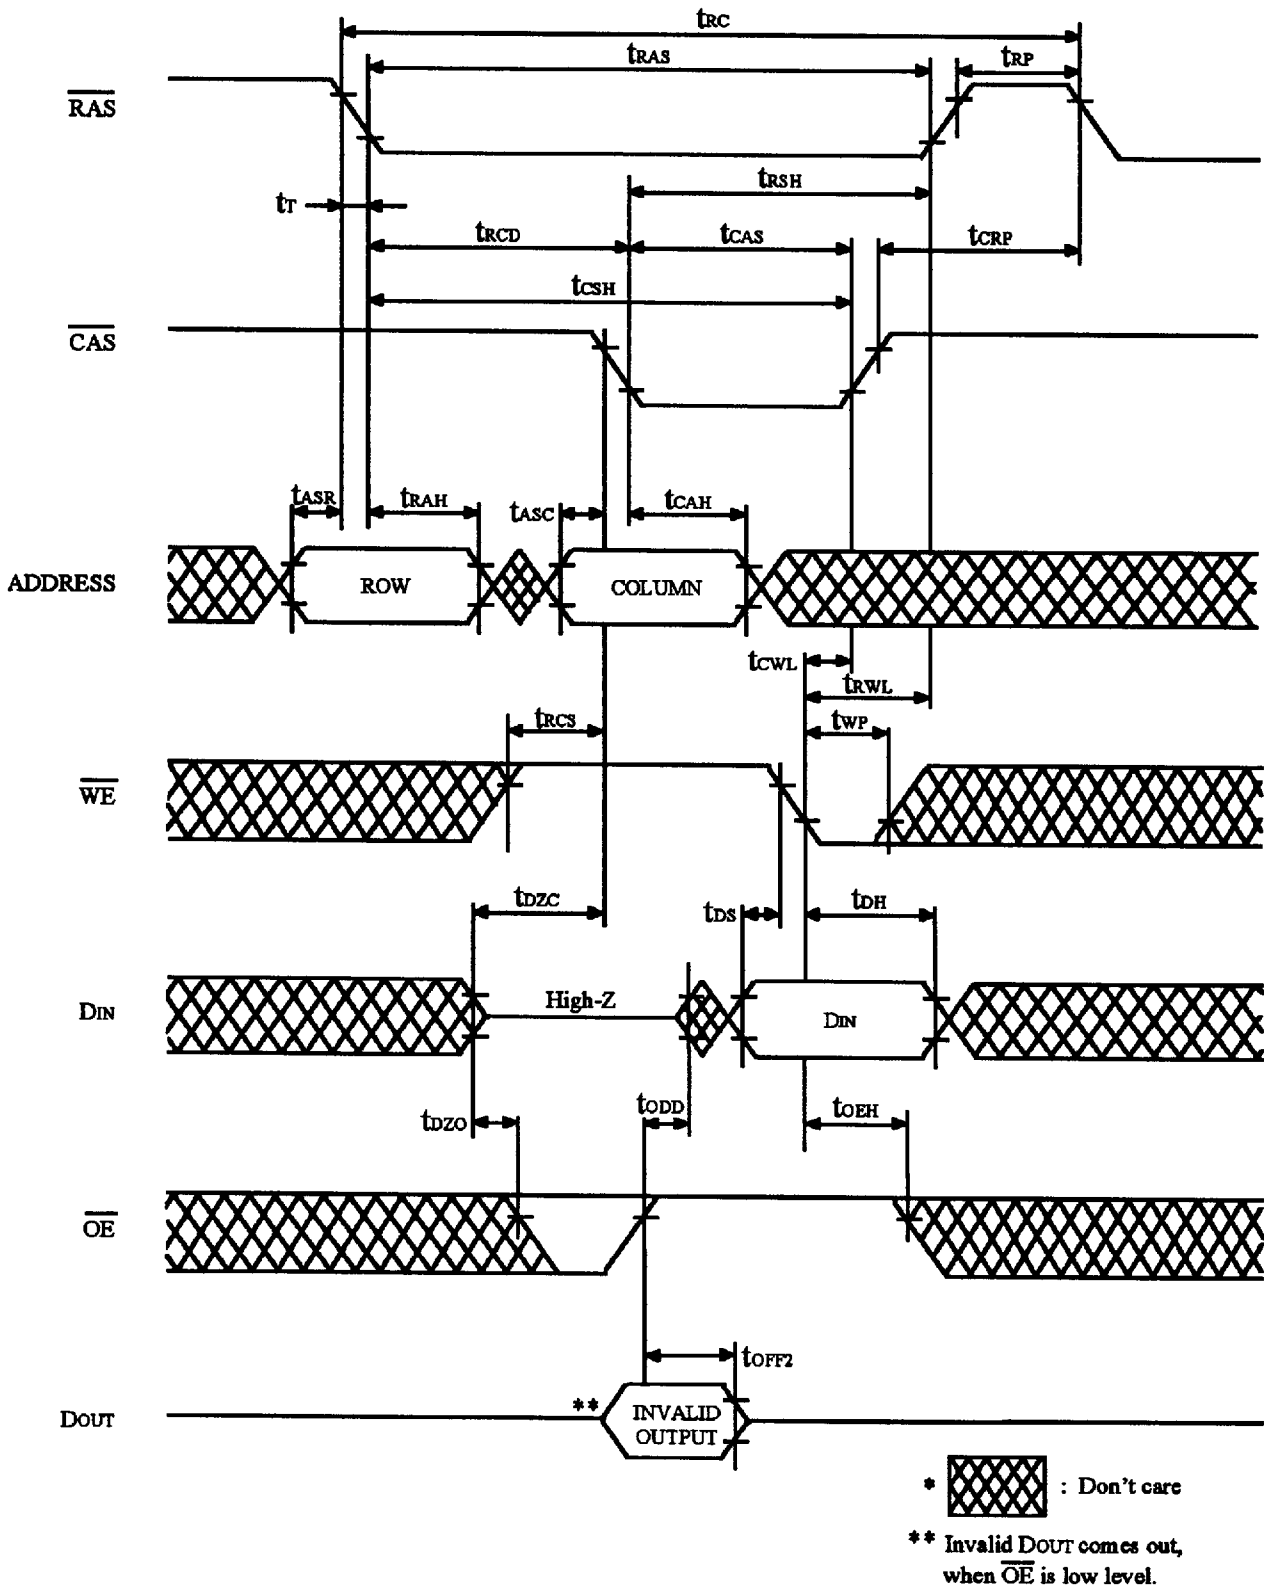 tRC
tRAS
tRP
RAS
tRSH
tT
tRCD
tCAS
tCRP
tCSH
CAS
tASR
tRAH
tASC
tCAH
ADDRESS
ROW
COLUMN
tCWL
tRWL
tRCS
tWP
WE
tDZC
tDS
tDH
DIN
High-Z
DIN
tDZO
tODD
tOEH
OE
tOFF2
DOUT
** INVALID
OUTPUT
* : Don't care
** Invalid DOUT comes out,
when OE is low level.